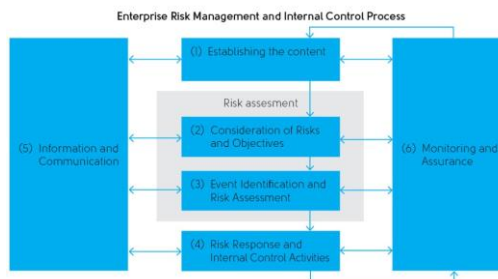 Enterprise Risk Management and Internal Control Process
(1) Establishing the content
Risk assesment
(2) Consideration of Risks
and Objectives
(3) Event Identification and
Risk Assessment
(4) Risk Response and
Internal Control Activities
(5) Information and
Communication
(6) Monitoring and
Assurance